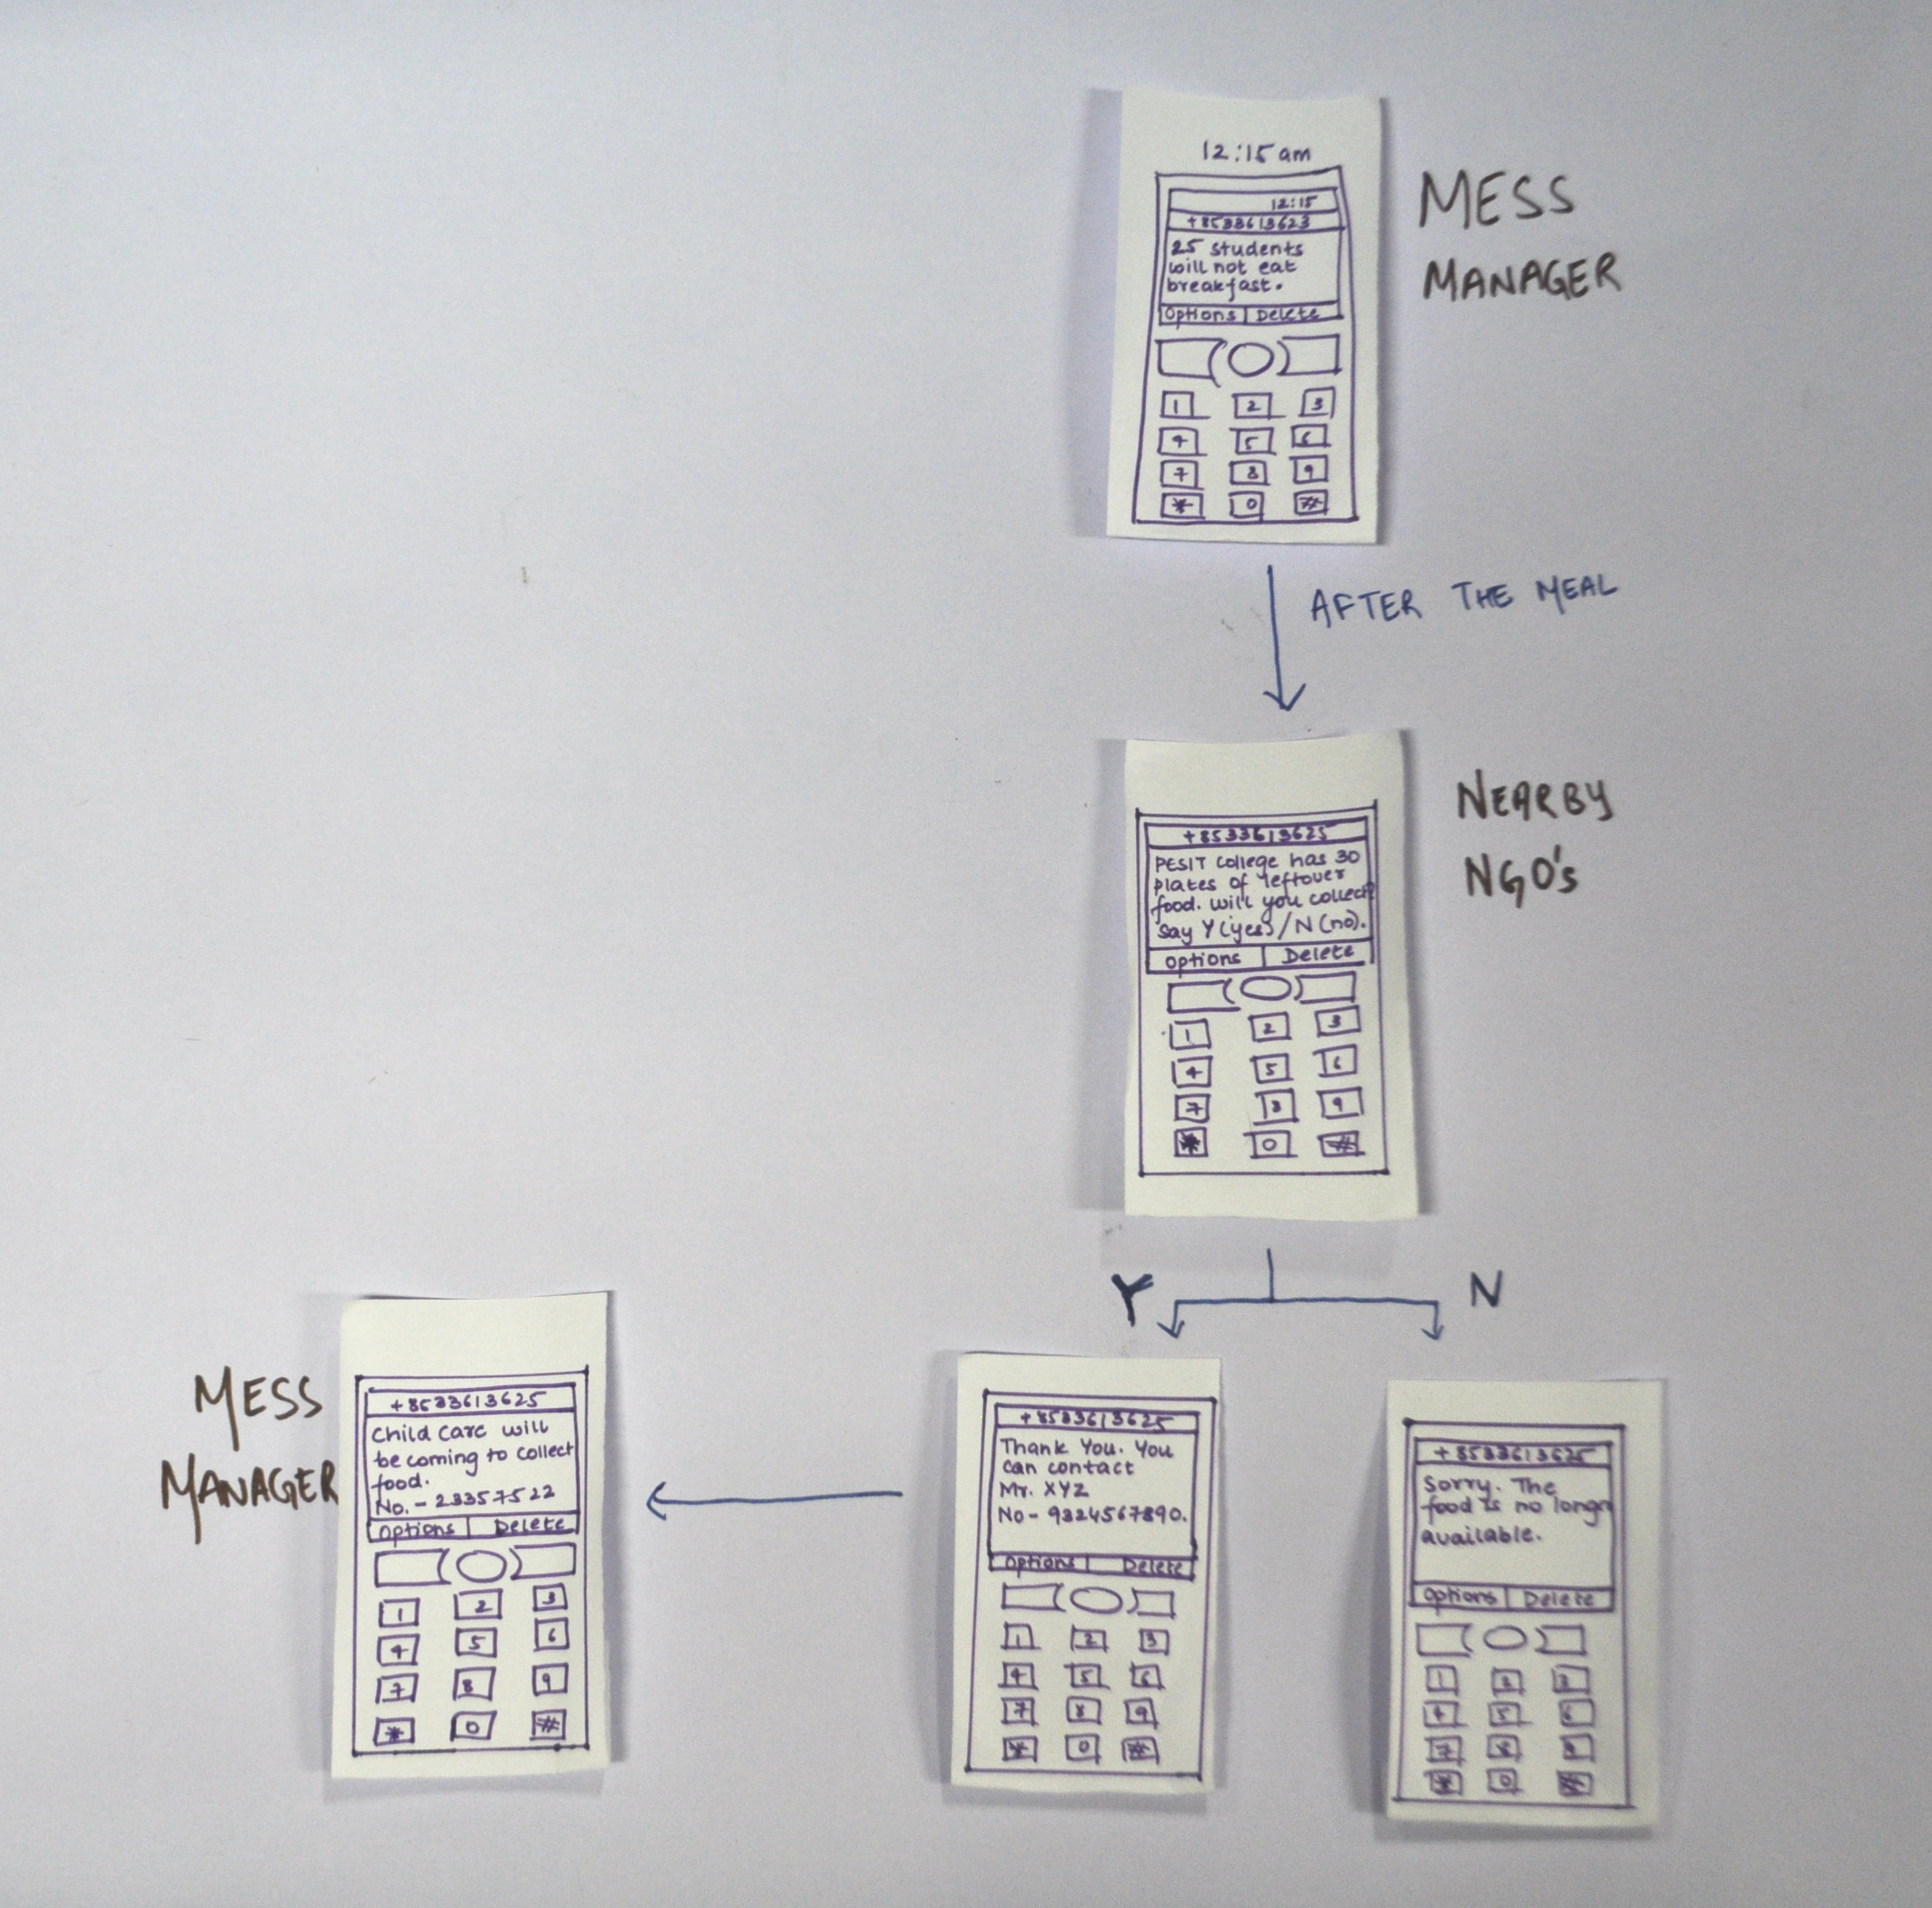 12:15 am
12:15
+8533613623
25 students
will not eat
breakfast.
Options | Delete
1 2 3
4 5 6
7 8 9
* 0 #
MESS
MANAGER
AFTER THE MEAL
+8533613625
PESIT college has 30
plates of leftover
food. will you collect?
Say Y(yes)/N(no).
Options | Delete
1 2 3
4 5 6
7 8 9
* 0 #
NEARBY
NGO's
Y
N
MESS
MANAGER
+8533613625
Child Care will
be coming to collect
food.
No. - 23357522
Options | Delete
1 2 3
4 5 6
7 8 9
* 0 #
+8533613625
Thank You. You
can contact
Mr. XYZ
No - 9324567890.
Options | Delete
1 2 3
4 5 6
7 8 9
* 0 #
+8533613625
Sorry. The
food is no longer
available.
Options | Delete
1 2 3
4 5 6
7 8 9
* 0 #